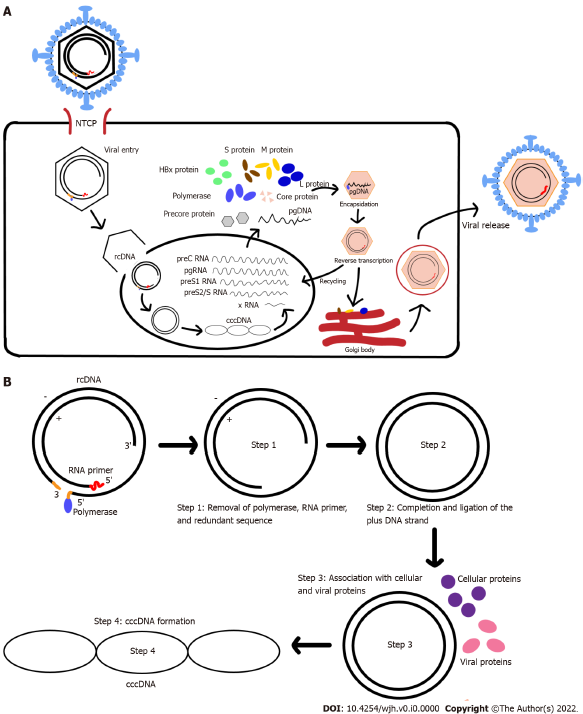 A
NTCP
Viral entry
S protein
M protein
HBx protein
L protein
Polymerase
Core protein
Precore protein
pgDNA
pgDNA
Encapsidation
Reverse transcription
Recycling
Viral release
rcDNA
preC RNA
pgRNA
preS1 RNA
preS2/S RNA
x RNA
cccDNA
Golgi body
B
rcDNA
-
+
3'
RNA primer
5'
3
5'
Polymerase
-
+
Step 1
Step 1: Removal of polymerase, RNA primer,
and redundant sequence
Step 2
Step 2: Completion and ligation of the
plus DNA strand
Step 3: Association with cellular
and viral proteins
Cellular proteins
Step 3
Viral proteins
Step 4: cccDNA formation
Step 4
cccDNA
DOI: 10.4254/wjh.v0.i0.0000 Copyright ©The Author(s) 2022.